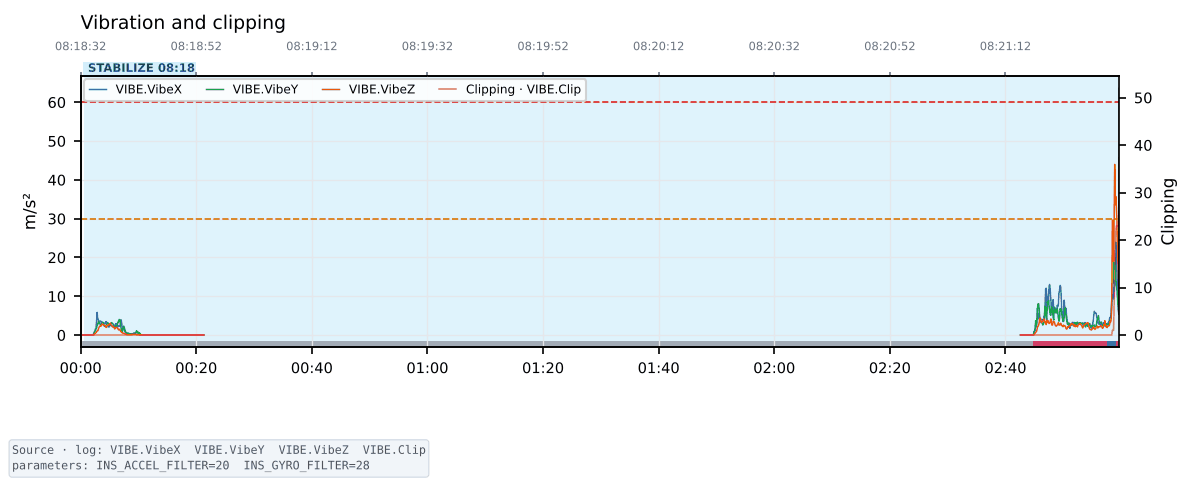 Vibration and clipping
08:18:32 08:18:52 08:19:12 08:19:32 08:19:52 08:20:12 08:20:32 08:20:52 08:21:12
STABILIZE 08:18
VIBE.VibeX VIBE.VibeY VIBE.VibeZ Clipping · VIBE.Clip
60
50
40
30
20
10
0
m/s²
50
40
30
20
10
0
Clipping
00:00 00:20 00:40 01:00 01:20 01:40 02:00 02:20 02:40
Source · log: VIBE.VibeX VIBE.VibeY VIBE.VibeZ VIBE.Clip
parameters: INS_ACCEL_FILTER=20 INS_GYRO_FILTER=28